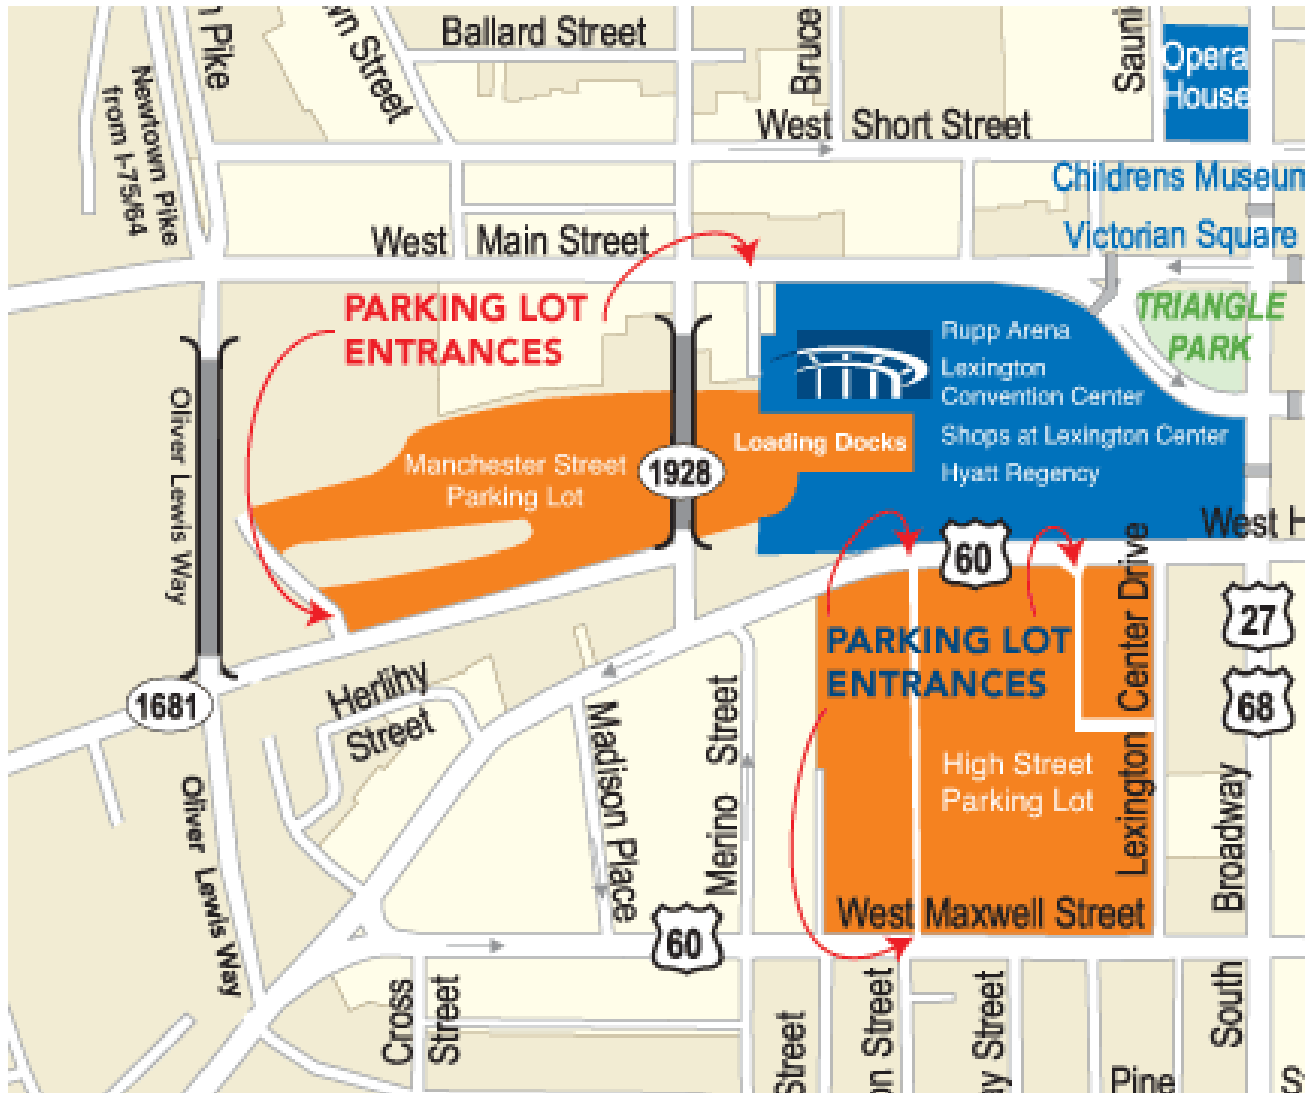 Pike
wn Street
Ballard Street
Bruce
Sauni
Opera
House
Newtown Pike
from I-75/64
West Short Street
Childrens Museum
West Main Street
Victorian Square
PARKING LOT
ENTRANCES
TRIANGLE
PARK
Rupp Arena
Lexington
Convention Center
Shops at Lexington Center
Hyatt Regency
Loading Docks
Oliver Lewis Way
Manchester Street
Parking Lot
1928
West H
60
Lexington Center Drive
27
PARKING LOT
ENTRANCES
68
1681
Herlihy
Street
Madison Place
Merino Street
High Street
Parking Lot
Broadway
Oliver Lewis Way
West Maxwell Street
60
Cross
Street
Street
on Street
ay Street
South
Pine
S